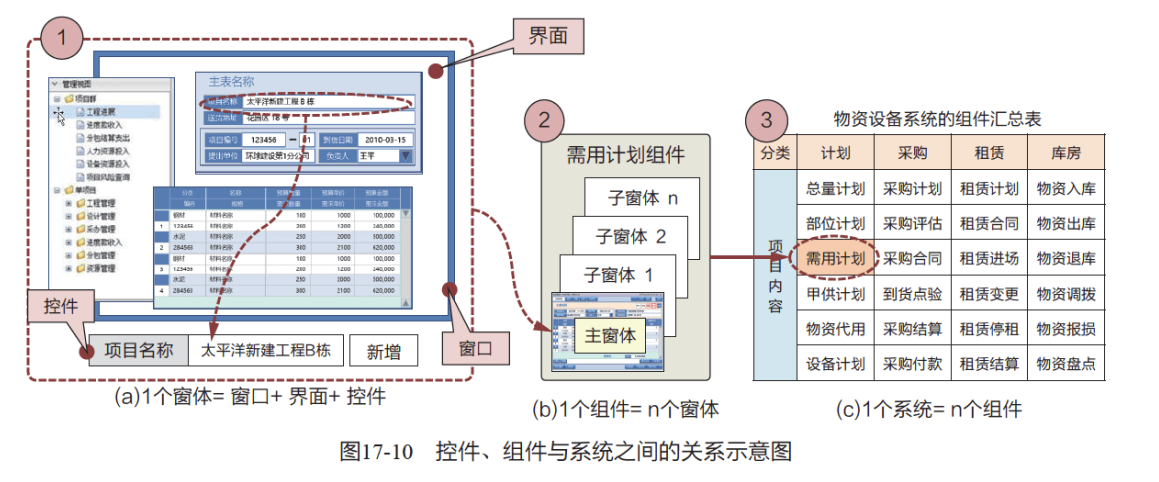 1
界面
管理视图
项目群
工程进展
进度款收入
分包结算支出
人力资源投入
设备资源投入
项目风险查询
单项目
工程管理
设计管理
采办管理
进度款收入
分包管理
资源管理
主表名称
项目名称 太平洋新建工程 B 栋
送货地址 花园区 18 号
项目编号 123456 — 01 到货日期 2010-03-15
提出单位 环球建设第1分公司 负责人 王平
分类 名称 预算数量 预算单价 预算金额
编码 规格 需求数量 需求单价 需求金额
钢材 材料名称 100 1000 100,000
1 123456 材料名称 200 1200 240,000
水泥 材料名称 250 2000 500,000
2 284563 材料名称 300 2100 620,000
钢材 材料名称 100 1000 100,000
3 123456 材料名称 200 1200 240,000
水泥 材料名称 250 2000 500,000
4 284563 材料名称 300 2100 620,000
控件
项目名称 太平洋新建工程B栋 新增
窗口
(a)1个窗体= 窗口+ 界面+ 控件
2
需用计划组件
子窗体 n
子窗体 2
子窗体 1
主窗体
(b)1个组件= n个窗体
3
物资设备系统的组件汇总表
分类 计划 采购 租赁 库房
项目内容
总量计划 采购计划 租赁计划 物资入库
部位计划 采购评估 租赁合同 物资出库
需用计划 采购合同 租赁进场 物资退库
甲供计划 到货点验 租赁变更 物资调拨
物资代用 采购结算 租赁停租 物资报损
设备计划 采购付款 租赁结算 物资盘点
(c)1个系统= n个组件
图17-10 控件、组件与系统之间的关系示意图